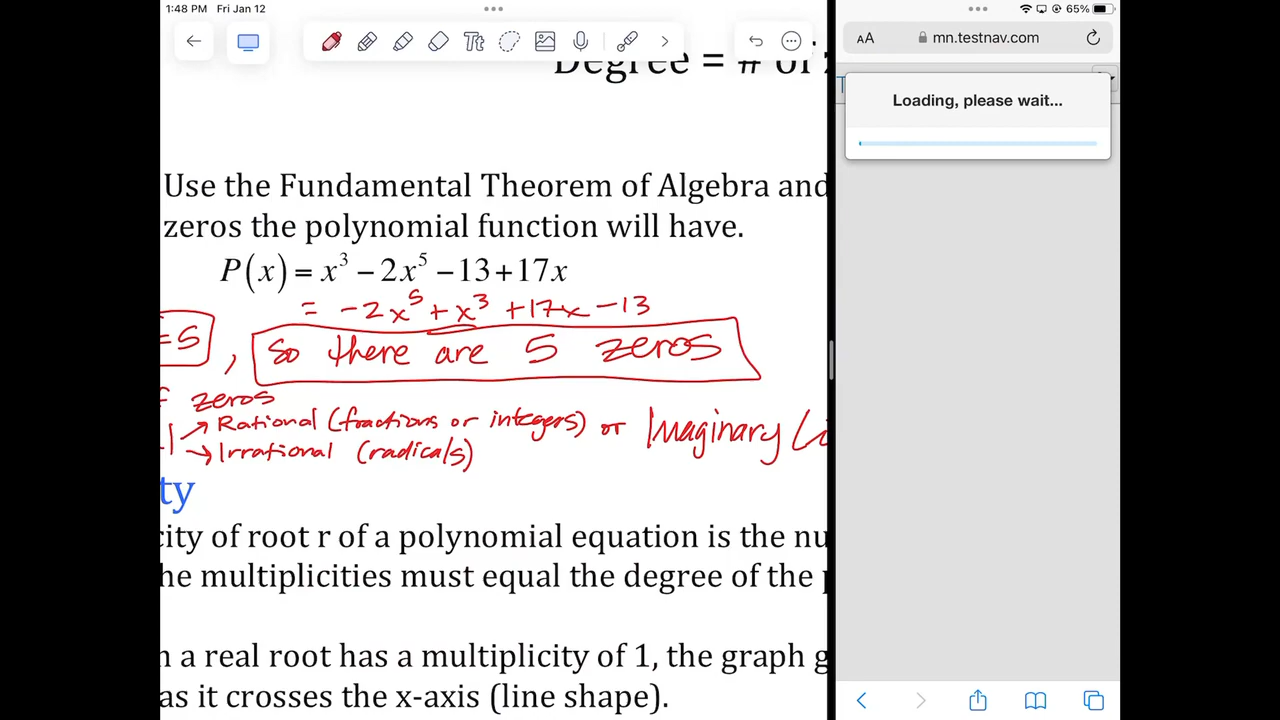 1:48 PM Fri Jan 12
65%
Tt
AA mn.testnav.com
Degree = # of
Loading, please wait...
Use the Fundamental Theorem of Algebra and
zeros the polynomial function will have.
P(x) = x³ − 2x⁵ − 13 + 17x
= -2x⁵ + x³ + 17x - 13
=5, So there are 5 zeros
zeros
Rational (fractions or integers) or Imaginary (
Irrational (radicals)
ty
city of root r of a polynomial equation is the nu
he multiplicities must equal the degree of the p
a real root has a multiplicity of 1, the graph g
as it crosses the x-axis (line shape).